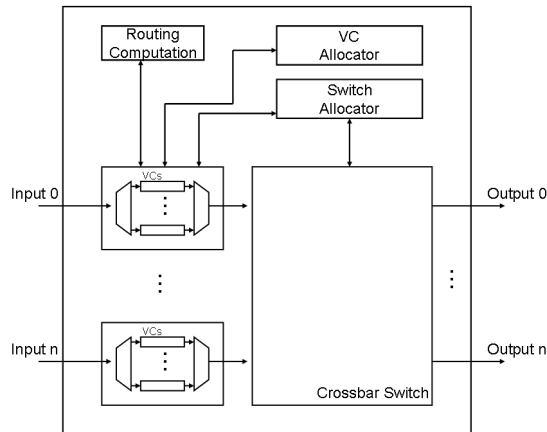 Routing
Computation
VC
Allocator
Switch
Allocator
VCs
Input 0
Output 0
VCs
Input n
Output n
Crossbar Switch